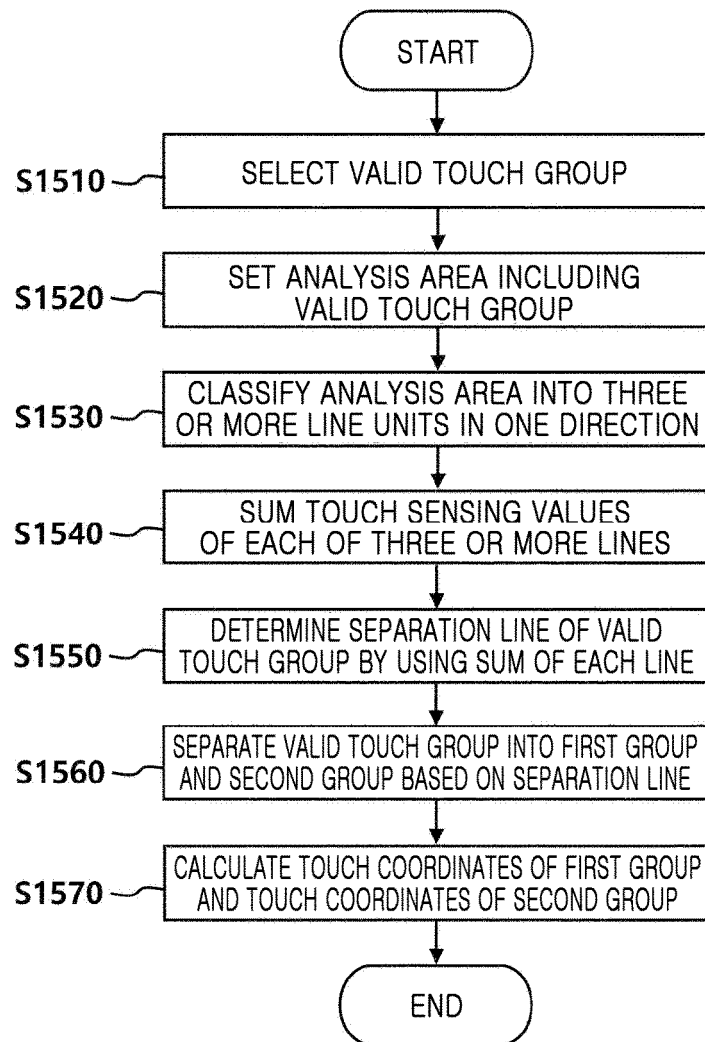 START
S1510
SELECT VALID TOUCH GROUP
S1520
SET ANALYSIS AREA INCLUDING
VALID TOUCH GROUP
S1530
CLASSIFY ANALYSIS AREA INTO THREE
OR MORE LINE UNITS IN ONE DIRECTION
S1540
SUM TOUCH SENSING VALUES
OF EACH OF THREE OR MORE LINES
S1550
DETERMINE SEPARATION LINE OF VALID
TOUCH GROUP BY USING SUM OF EACH LINE
S1560
SEPARATE VALID TOUCH GROUP INTO FIRST GROUP
AND SECOND GROUP BASED ON SEPARATION LINE
S1570
CALCULATE TOUCH COORDINATES OF FIRST GROUP
AND TOUCH COORDINATES OF SECOND GROUP
END